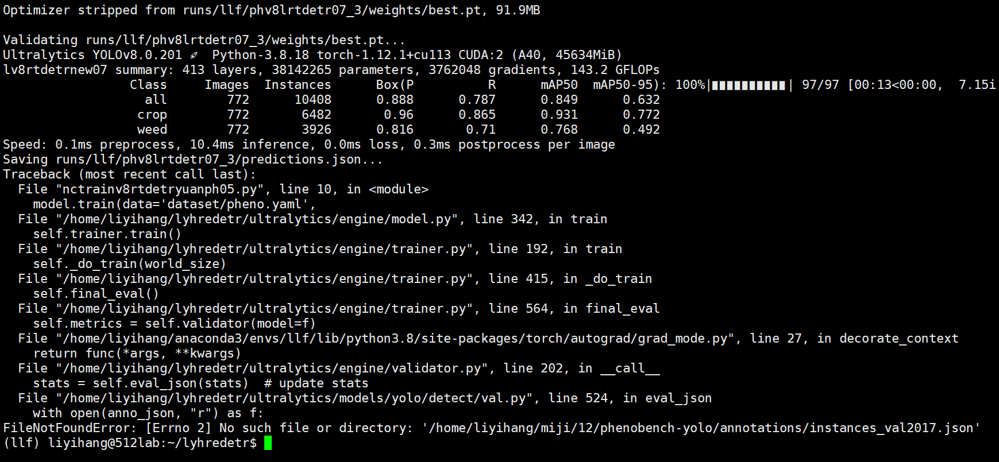 Optimizer stripped from runs/llf/phv8lrtdetr07_3/weights/best.pt, 91.9MB
Validating runs/llf/phv8lrtdetr07_3/weights/best.pt...
Ultralytics YOLOv8.0.201 🚀 Python-3.8.18 torch-1.12.1+cu113 CUDA:2 (A40, 45634MiB)
lv8rtdetrnew07 summary: 413 layers, 38142265 parameters, 3762048 gradients, 143.2 GFLOPs
Class Images Instances Box(P R mAP50 mAP50-95): 100%|██████████| 97/97 [00:13<00:00, 7.15i
all 772 10408 0.888 0.787 0.849 0.632
crop 772 6482 0.96 0.865 0.931 0.772
weed 772 3926 0.816 0.71 0.768 0.492
Speed: 0.1ms preprocess, 10.4ms inference, 0.0ms loss, 0.3ms postprocess per image
Saving runs/llf/phv8lrtdetr07_3/predictions.json...
Traceback (most recent call last):
File "nctrainv8rtdetryuanph05.py", line 10, in <module>
model.train(data='dataset/pheno.yaml',
File "/home/liyihang/lyhredetr/ultralytics/engine/model.py", line 342, in train
self.trainer.train()
File "/home/liyihang/lyhredetr/ultralytics/engine/trainer.py", line 192, in train
self._do_train(world_size)
File "/home/liyihang/lyhredetr/ultralytics/engine/trainer.py", line 415, in _do_train
self.final_eval()
File "/home/liyihang/lyhredetr/ultralytics/engine/trainer.py", line 564, in final_eval
self.metrics = self.validator(model=f)
File "/home/liyihang/anaconda3/envs/llf/lib/python3.8/site-packages/torch/autograd/grad_mode.py", line 27, in decorate_context
return func(*args, **kwargs)
File "/home/liyihang/lyhredetr/ultralytics/engine/validator.py", line 202, in __call__
stats = self.eval_json(stats)  # update stats
File "/home/liyihang/lyhredetr/ultralytics/models/yolo/detect/val.py", line 524, in eval_json
with open(anno_json, "r") as f:
FileNotFoundError: [Errno 2] No such file or directory: '/home/liyihang/miji/12/phenobench-yolo/annotations/instances_val2017.json'
(llf) liyihang@512lab:~/lyhredetr$